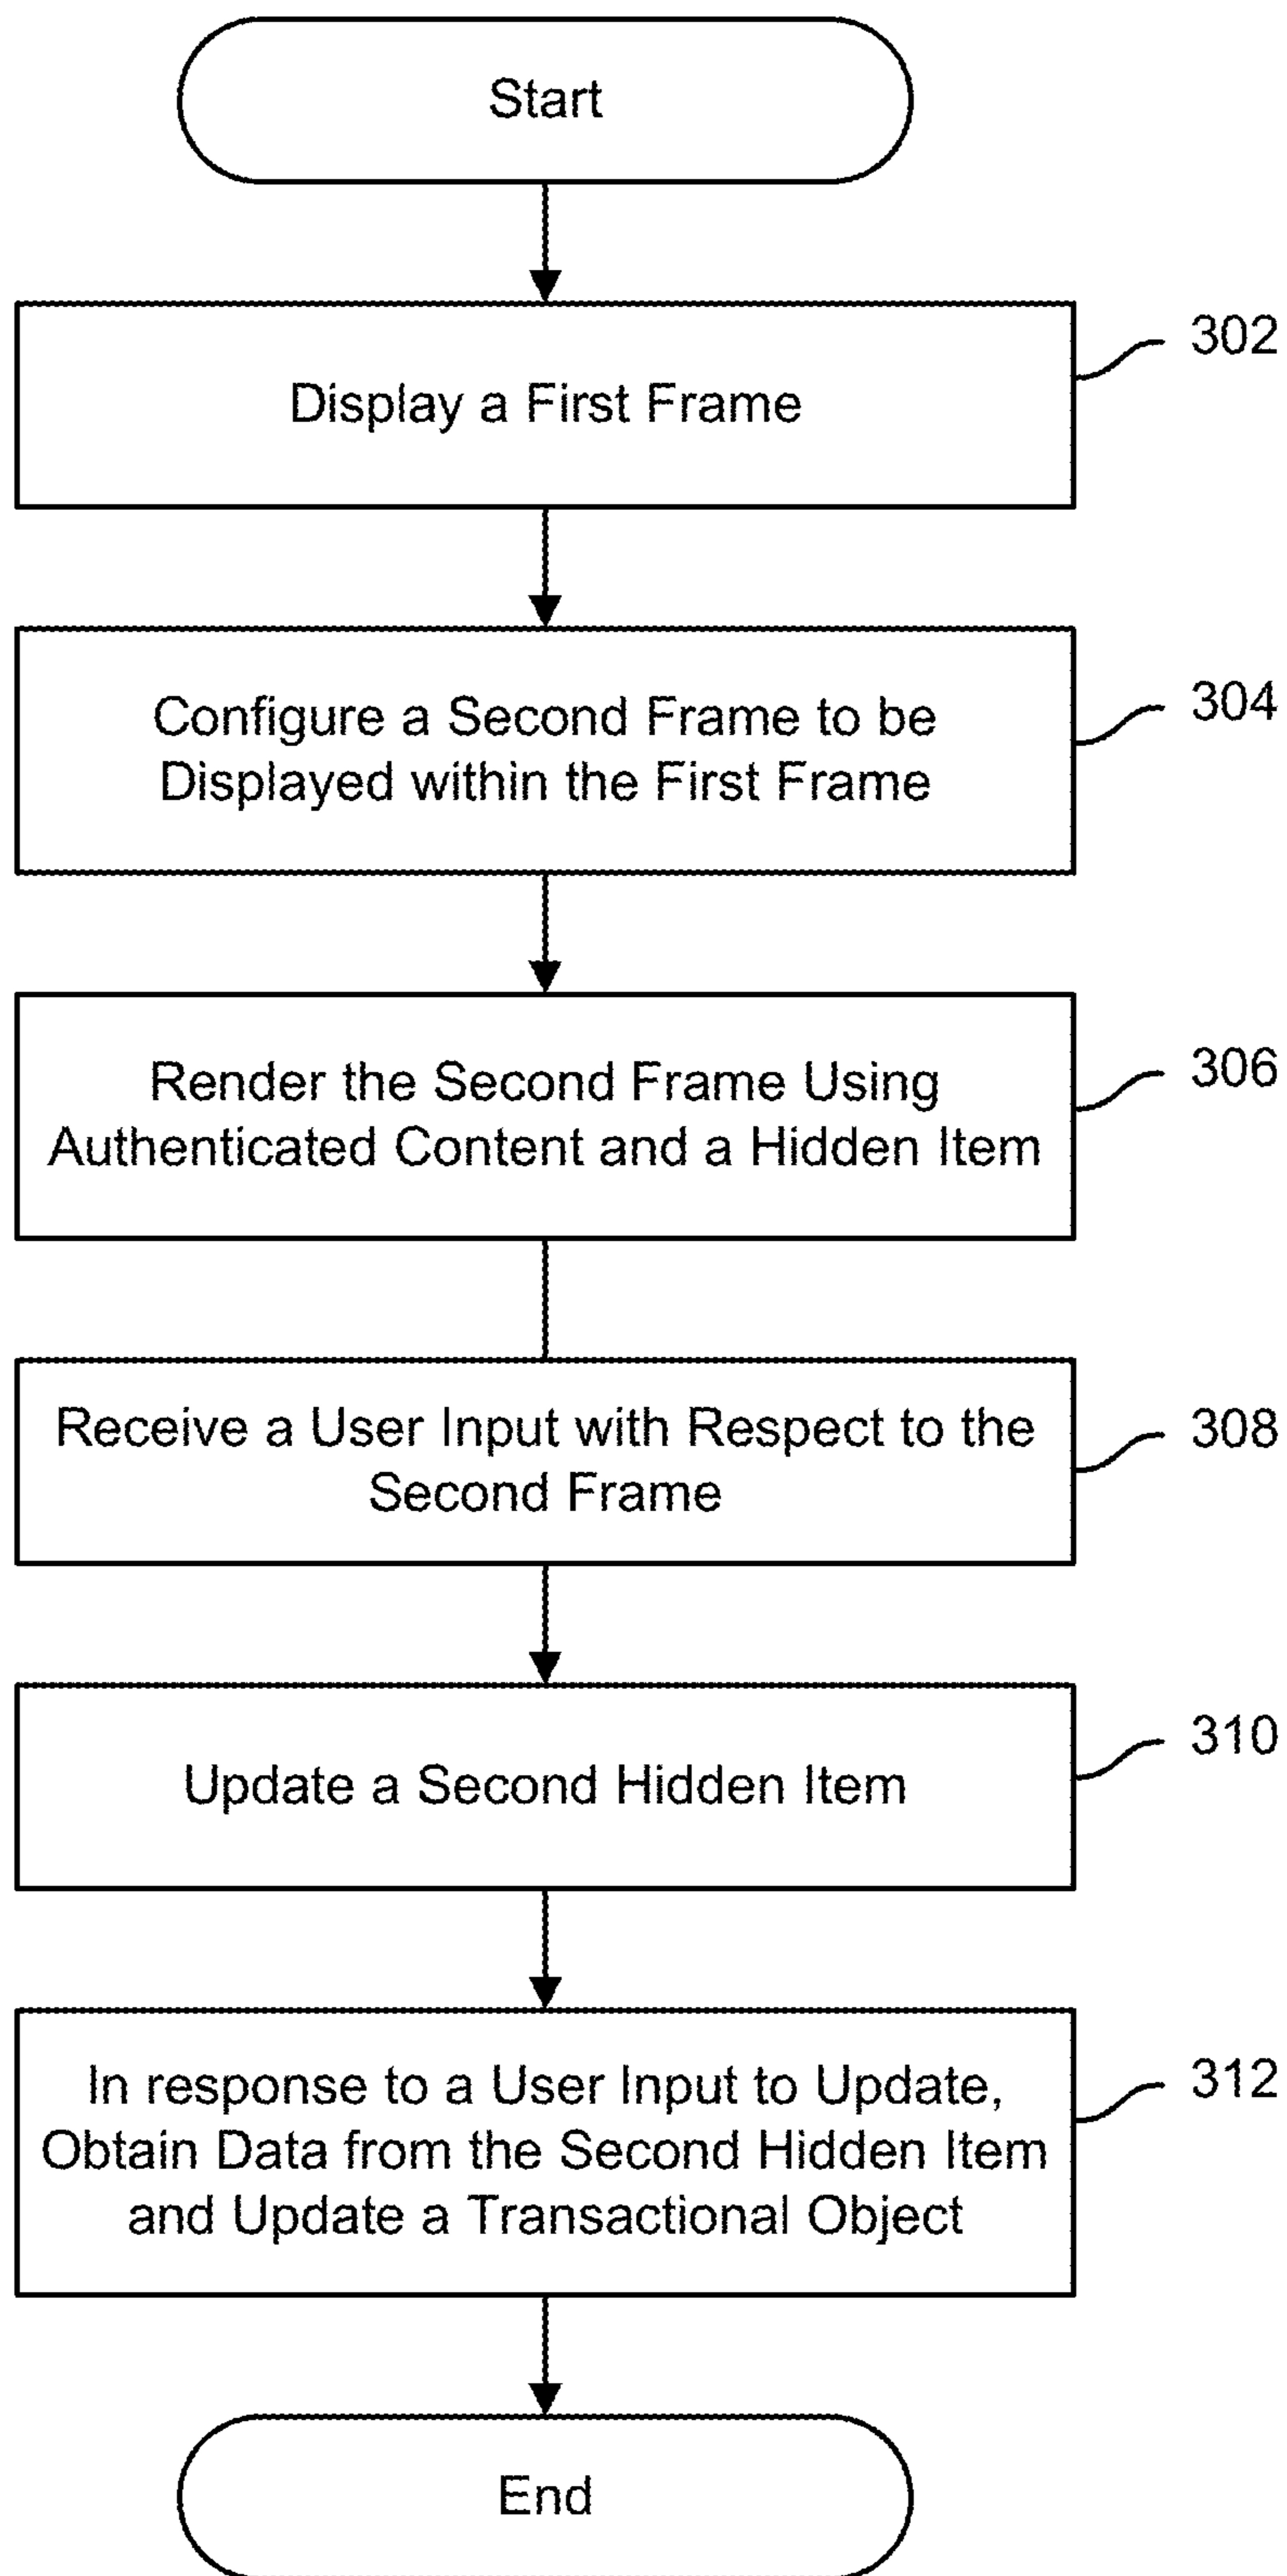 Start
302
Display a First Frame
304
Configure a Second Frame to be
Displayed within the First Frame
306
Render the Second Frame Using
Authenticated Content and a Hidden Item
308
Receive a User Input with Respect to the
Second Frame
310
Update a Second Hidden Item
312
In response to a User Input to Update,
Obtain Data from the Second Hidden Item
and Update a Transactional Object
End